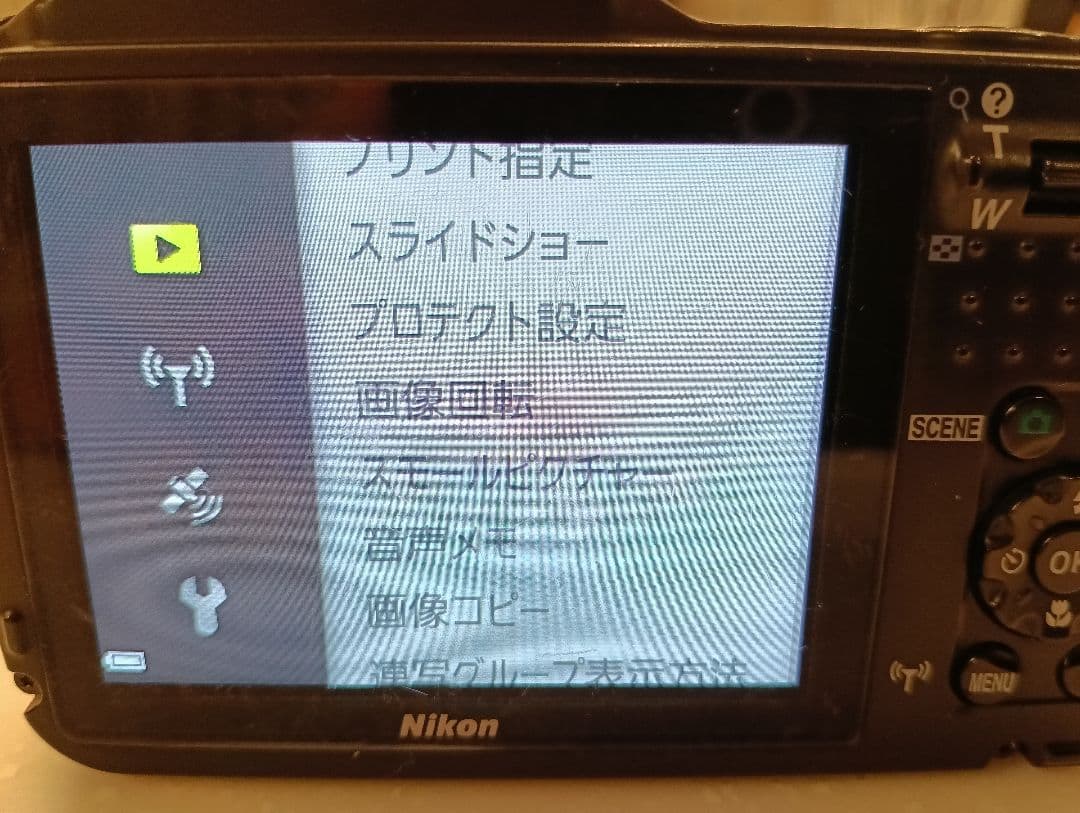 プリント指定
スライドショー
プロテクト設定
画像回転
スモールピクチャー
音声メモ
画像コピー
連写グループ表示方法
Nikon
?
T
W
SCENE
OK
MENU